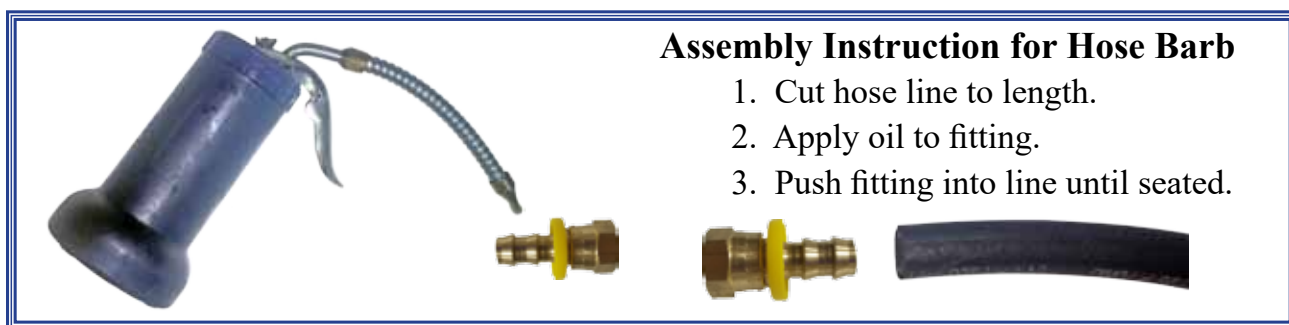 Assembly Instruction for Hose Barb
1. Cut hose line to length.
2. Apply oil to fitting.
3. Push fitting into line until seated.